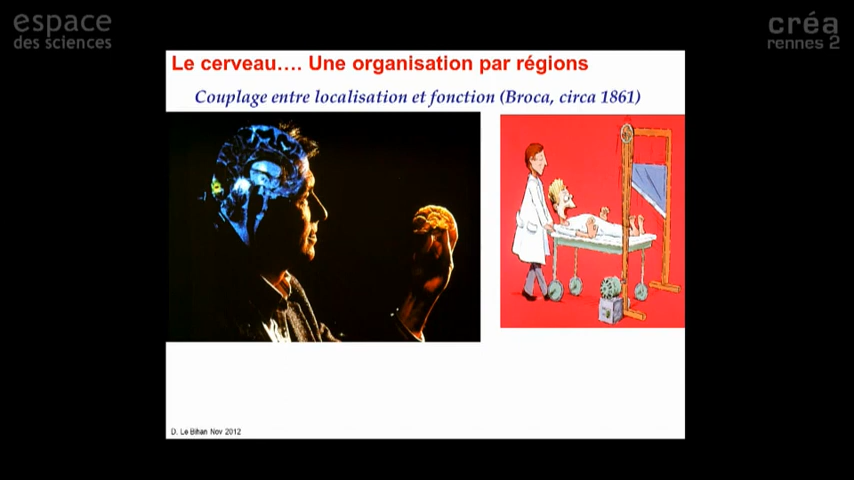 espace
des sciences
créa
rennes 2
Le cerveau.... Une organisation par régions
Couplage entre localisation et fonction (Broca, circa 1861)
D. Le Bihan Nov 2012